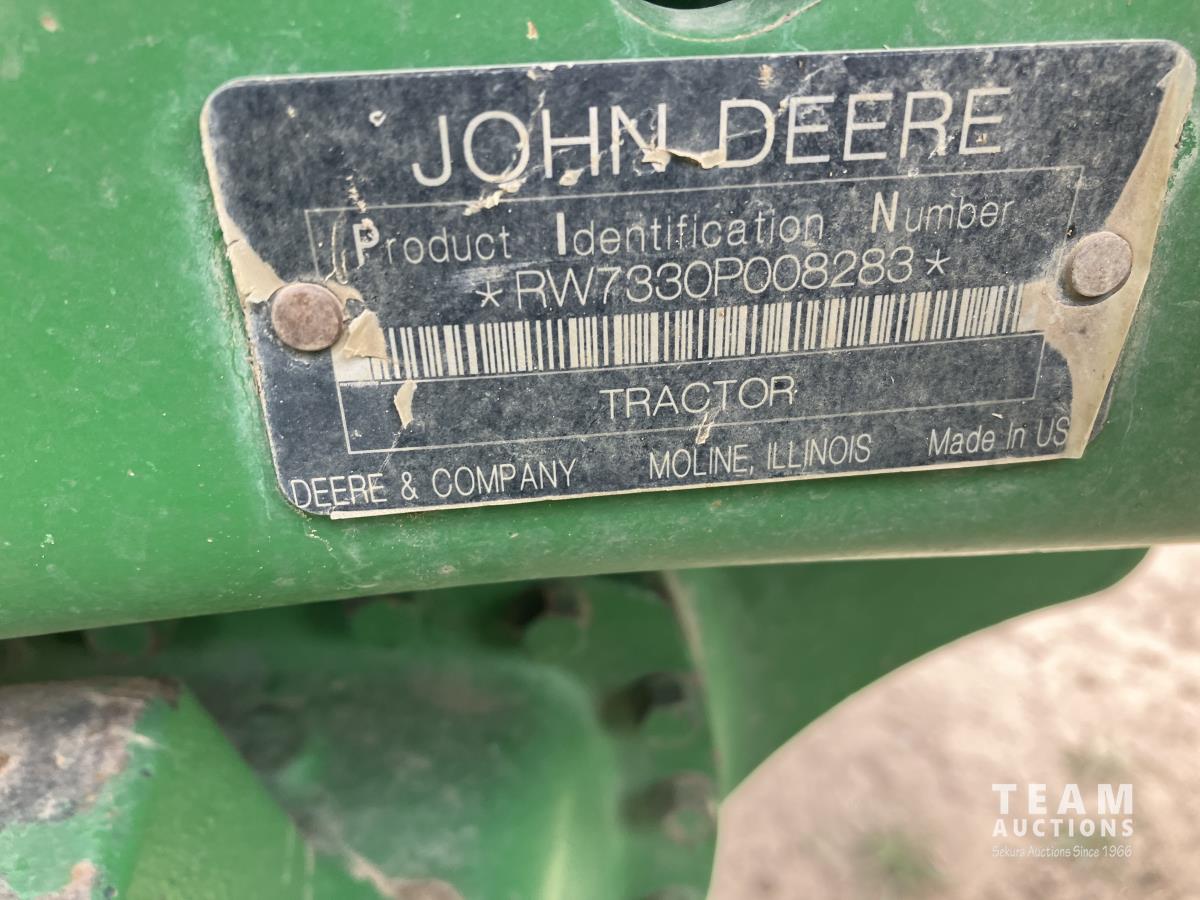 JOHN DEERE
Product Identification Number
*RW7330P008283*
TRACTOR
DEERE & COMPANY MOLINE, ILLINOIS Made In US
TEAM
AUCTIONS
Sekura Auctions Since 1966